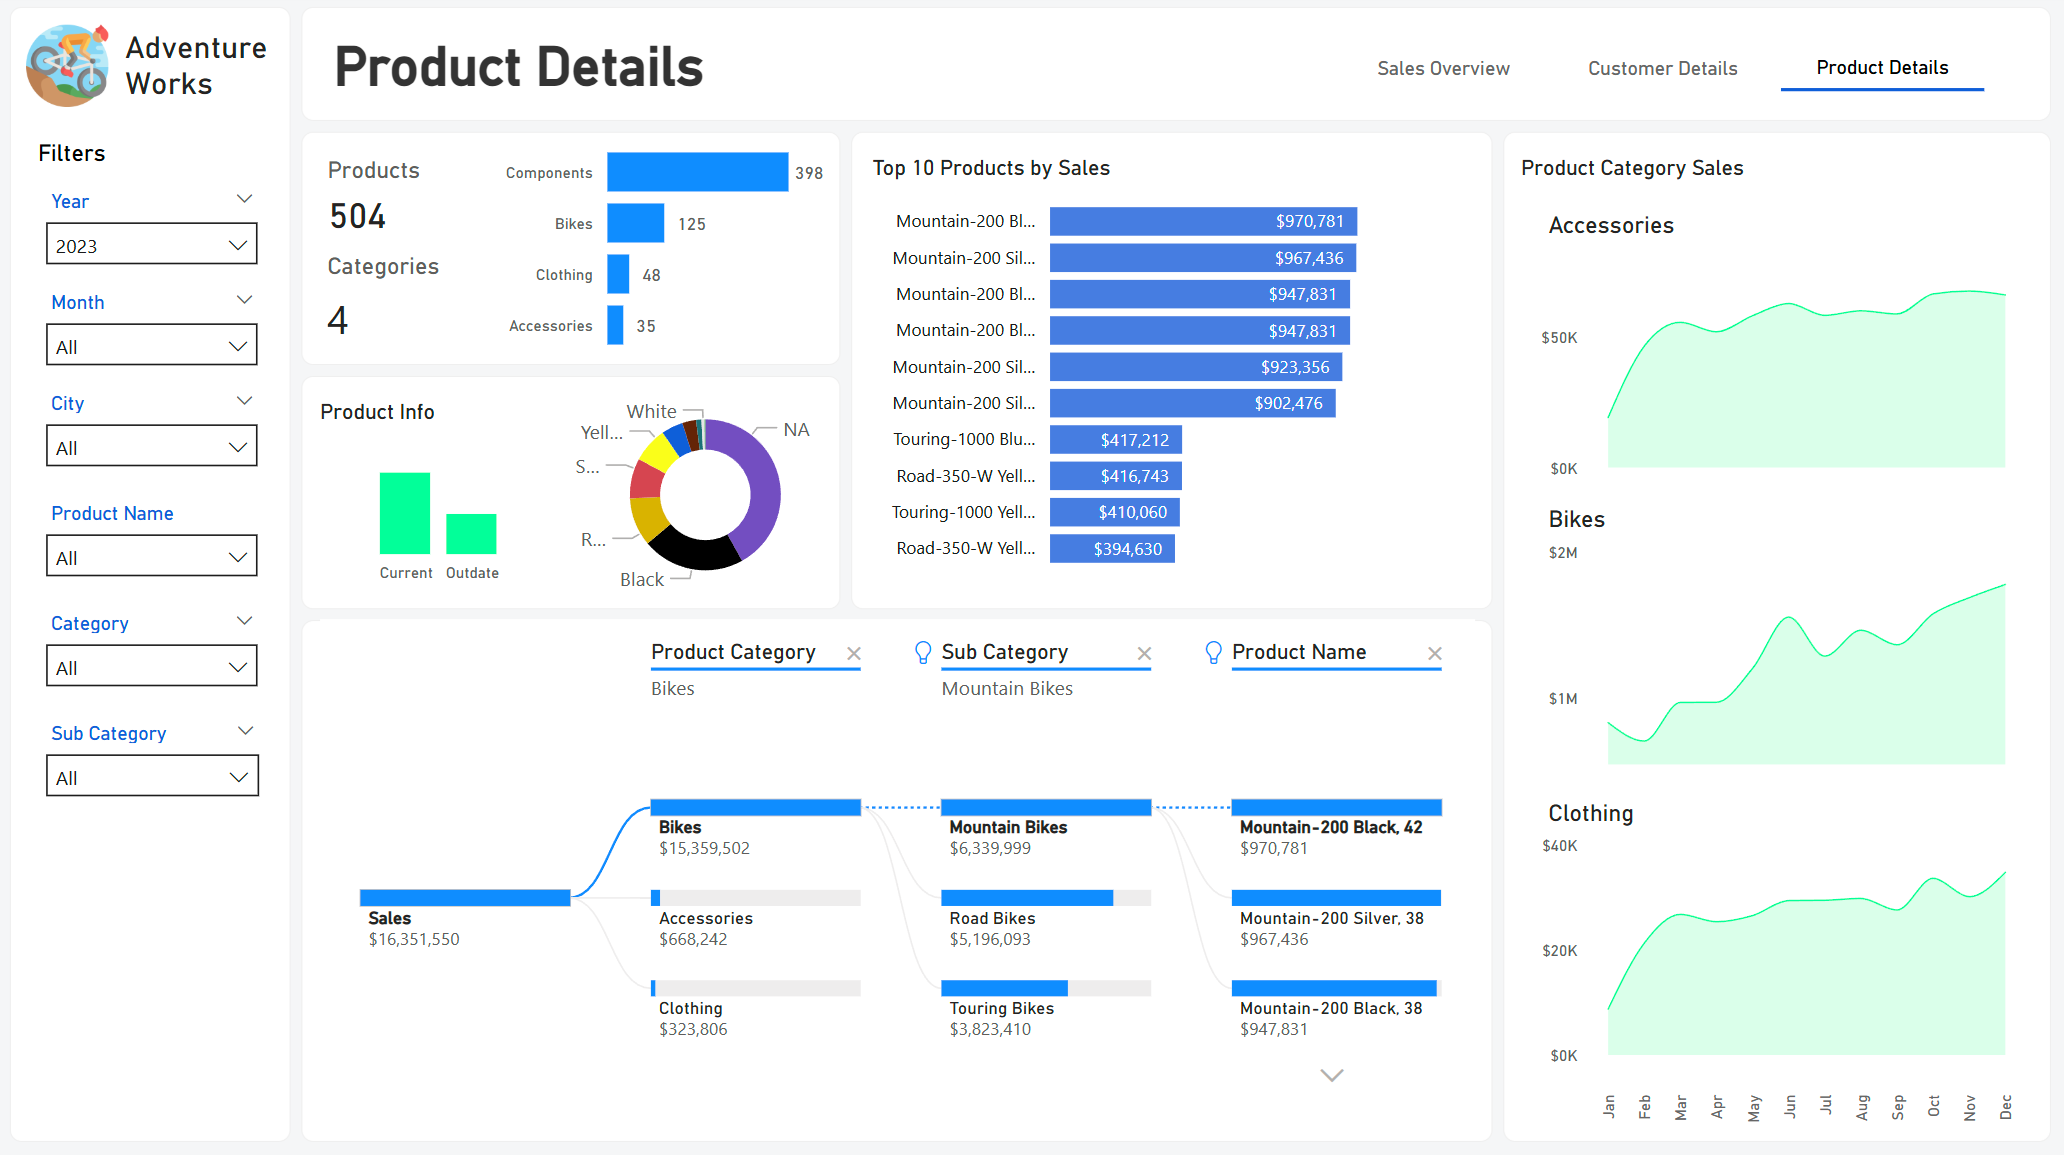 Adventure
Works
Product Details
Sales Overview
Customer Details
Product Details
Filters
Year
2023
Month
All
City
All
Product Name
All
Category
All
Sub Category
All
Products
504
Categories
4
Components 398
Bikes 125
Clothing 48
Accessories 35
Product Info
Current
Outdate
White
Yell...
S...
R...
Black
NA
Top 10 Products by Sales
Mountain-200 Bl... $970,781
Mountain-200 Sil... $967,436
Mountain-200 Bl... $947,831
Mountain-200 Bl... $947,831
Mountain-200 Sil... $923,356
Mountain-200 Sil... $902,476
Touring-1000 Blu... $417,212
Road-350-W Yell... $416,743
Touring-1000 Yell... $410,060
Road-350-W Yell... $394,630
Product Category
Bikes
Sub Category
Mountain Bikes
Product Name
Sales
$16,351,550
Bikes
$15,359,502
Accessories
$668,242
Clothing
$323,806
Mountain Bikes
$6,339,999
Road Bikes
$5,196,093
Touring Bikes
$3,823,410
Mountain-200 Black, 42
$970,781
Mountain-200 Silver, 38
$967,436
Mountain-200 Black, 38
$947,831
Product Category Sales
Accessories
$50K
$0K
Bikes
$2M
$1M
Clothing
$40K
$20K
$0K
Jan
Feb
Mar
Apr
May
Jun
Jul
Aug
Sep
Oct
Nov
Dec